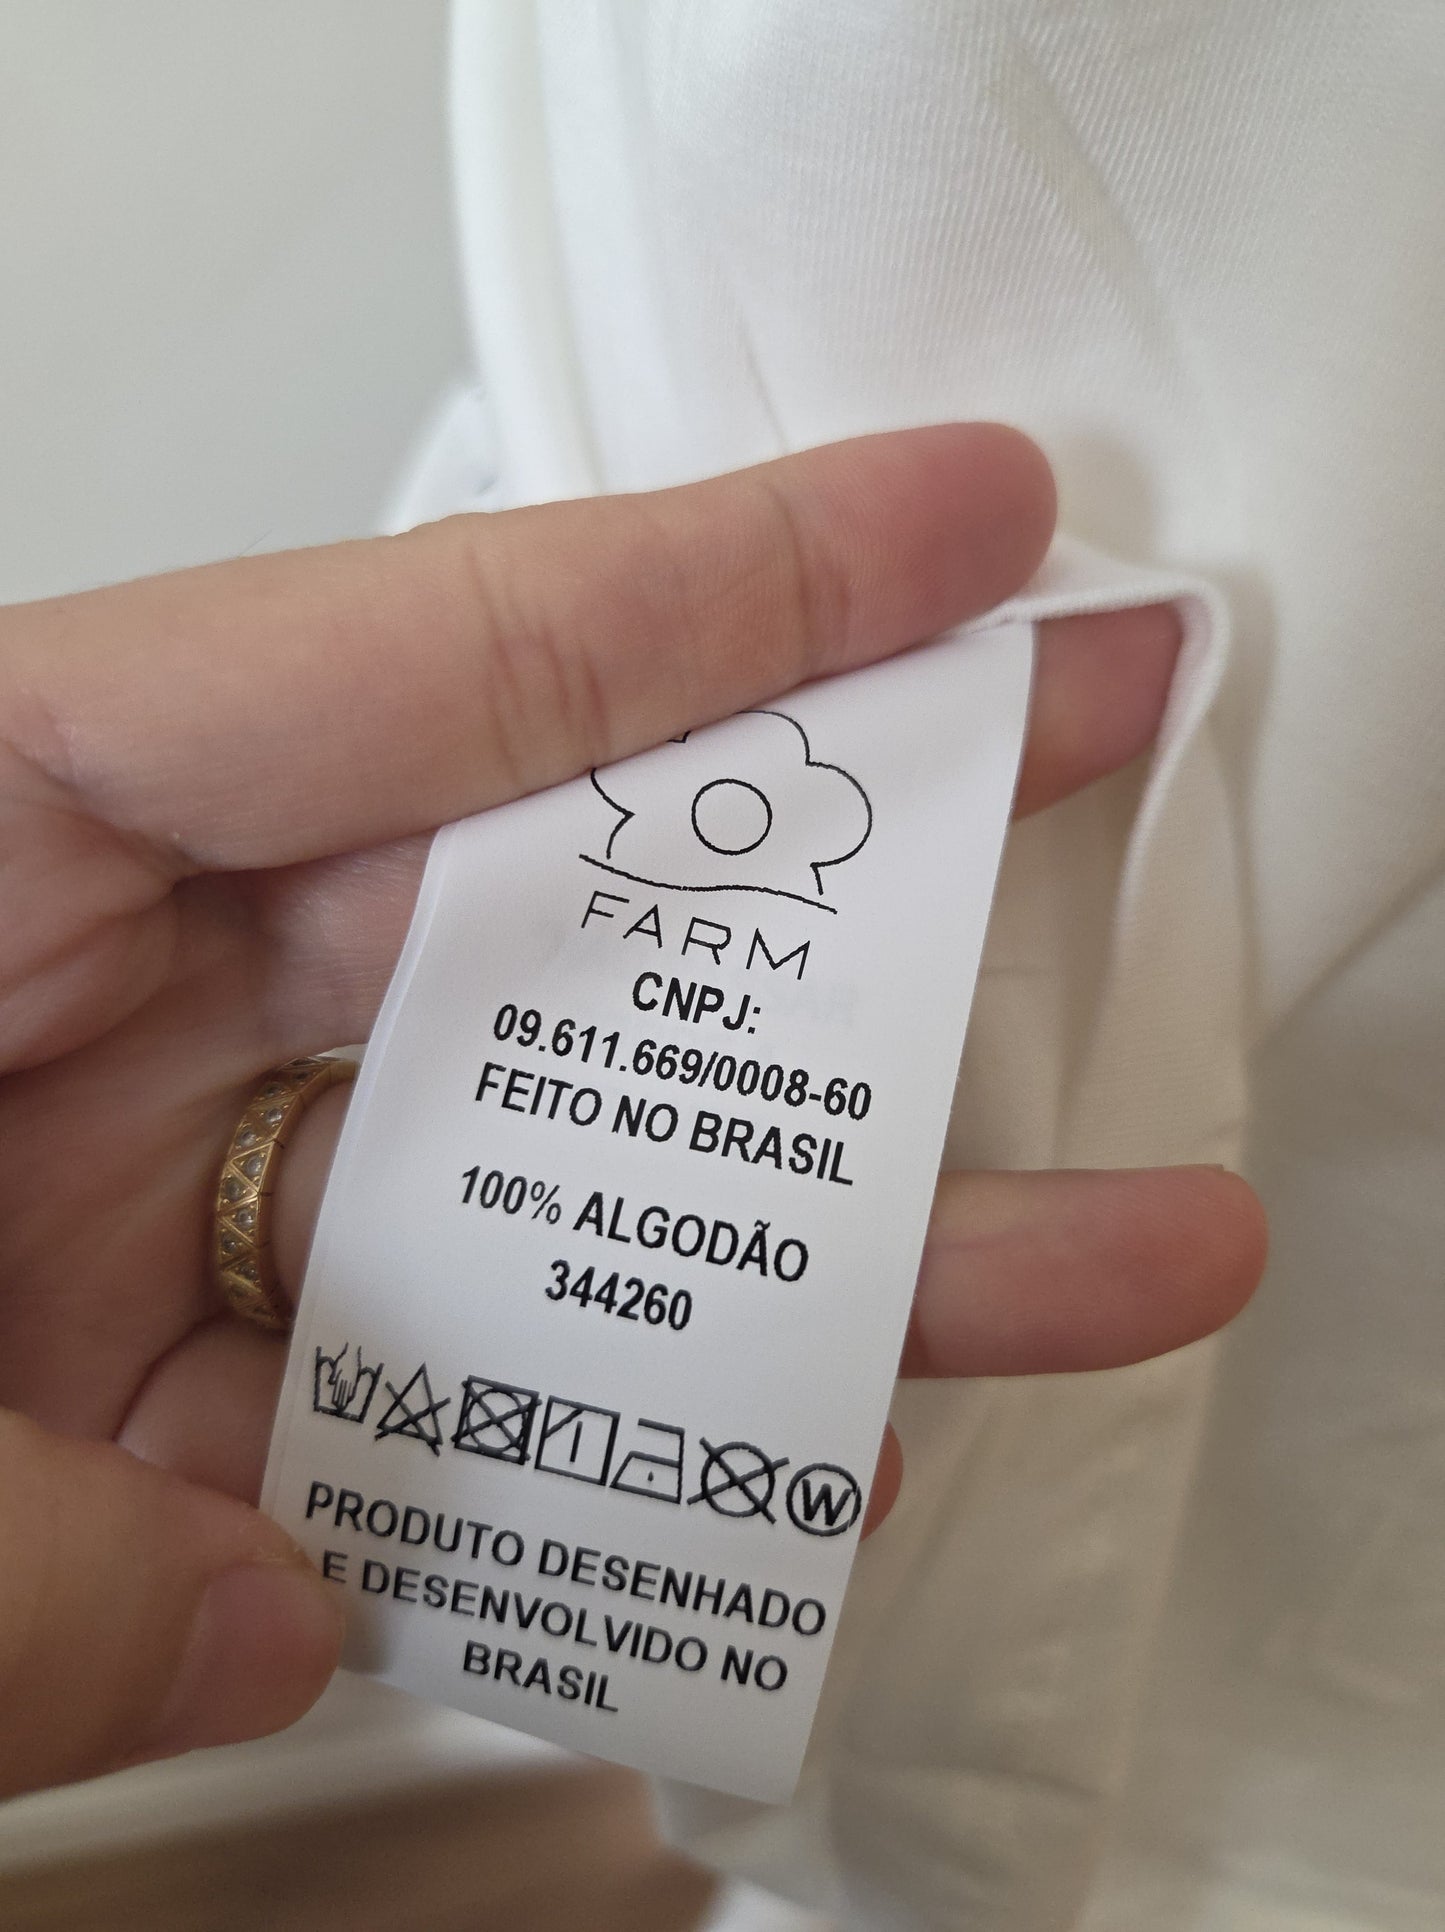 FARM
CNPJ:
09.611.669/0008-60
FEITO NO BRASIL
100% ALGODÃO
344260
W
PRODUTO DESENHADO
E DESENVOLVIDO NO
BRASIL